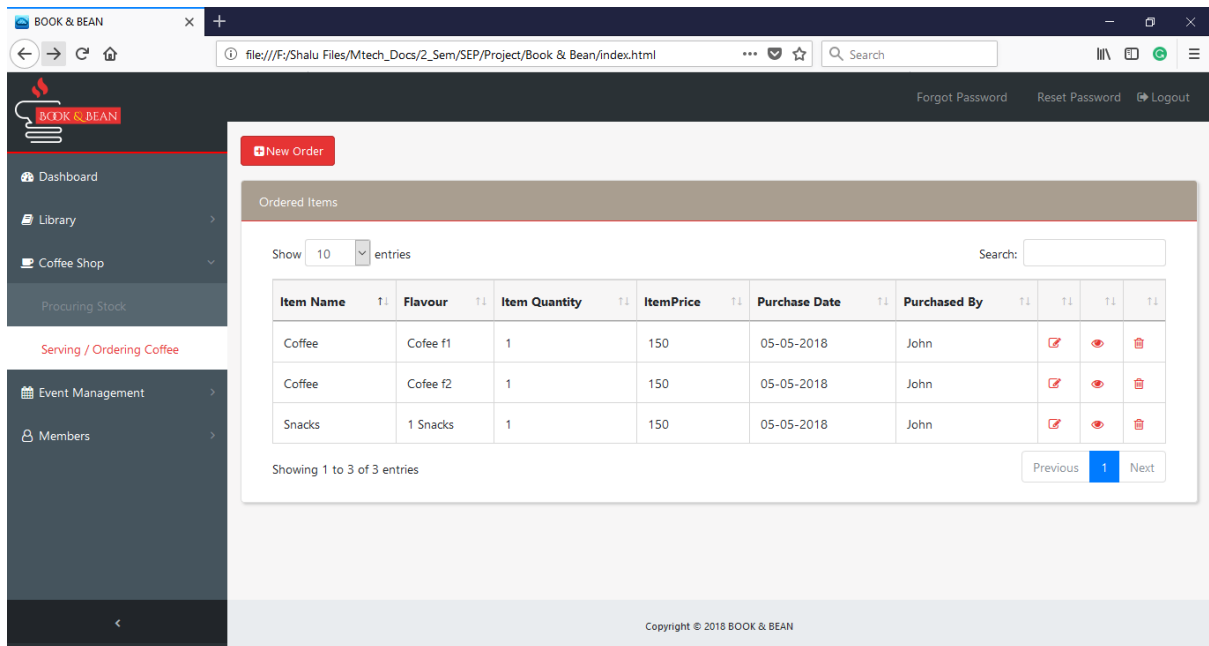 BOOK & BEAN
file:///F:/Shalu Files/Mtech_Docs/2_Sem/SEP/Project/Book & Bean/index.html
Search
BOOK & BEAN
Forgot Password Reset Password Logout
Dashboard
Library
Coffee Shop
Procuring Stock
Serving / Ordering Coffee
Event Management
Members
New Order
Ordered Items
Show 10 entries Search:
Item Name Flavour Item Quantity ItemPrice Purchase Date Purchased By
Coffee Cofee f1 1 150 05-05-2018 John
Coffee Cofee f2 1 150 05-05-2018 John
Snacks 1 Snacks 1 150 05-05-2018 John
Showing 1 to 3 of 3 entries Previous 1 Next
Copyright © 2018 BOOK & BEAN